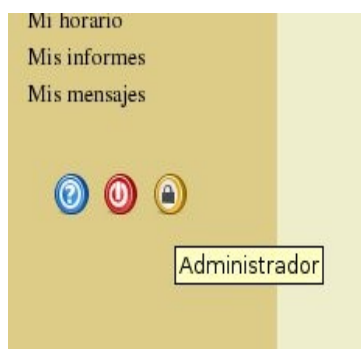 Mi horario
Mis informes
Mis mensajes
?
Administrador